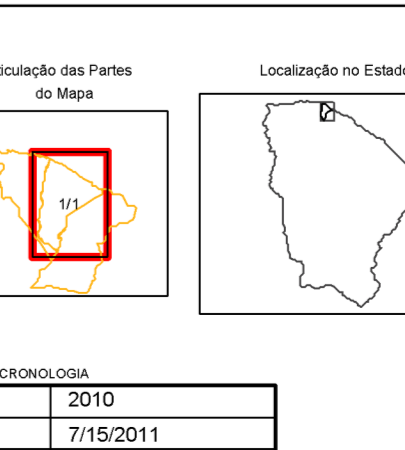 ticulação das Partes
do Mapa
Localização no Estado
1/1
CRONOLOGIA
2010
7/15/2011